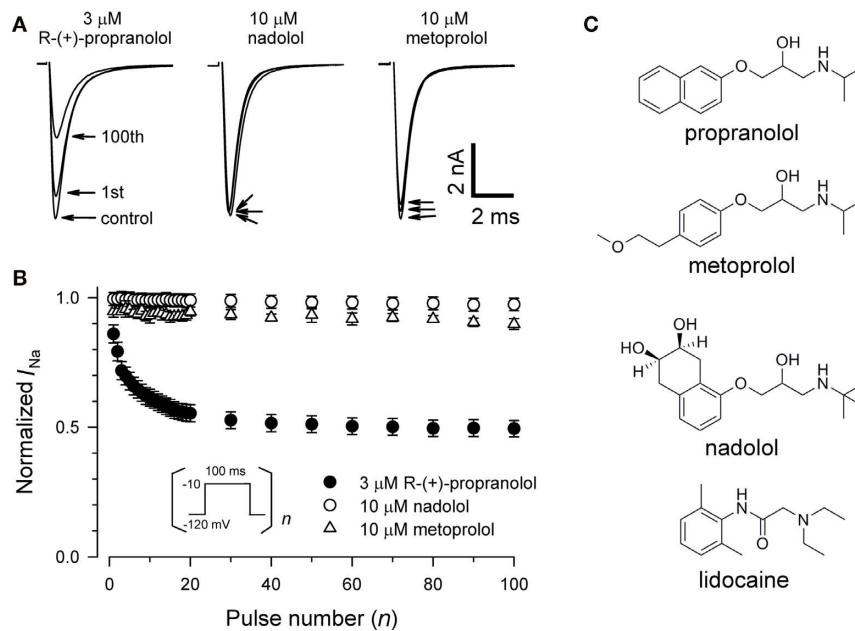 A
3 μM
R-(+)-propranolol
10 μM
nadolol
10 μM
metoprolol
100th
1st
control
2 nA
2 ms
B
Normalized INa
1.0
0.5
0.0
0
20
40
60
80
100
Pulse number (n)
100 ms
-10
-120 mV
n
3 μM R-(+)-propranolol
10 μM nadolol
10 μM metoprolol
C
OH
O
H
N
propranolol
OH
O
O
H
N
metoprolol
OH
HO
H
H
OH
O
H
N
nadolol
H
N
O
N
lidocaine